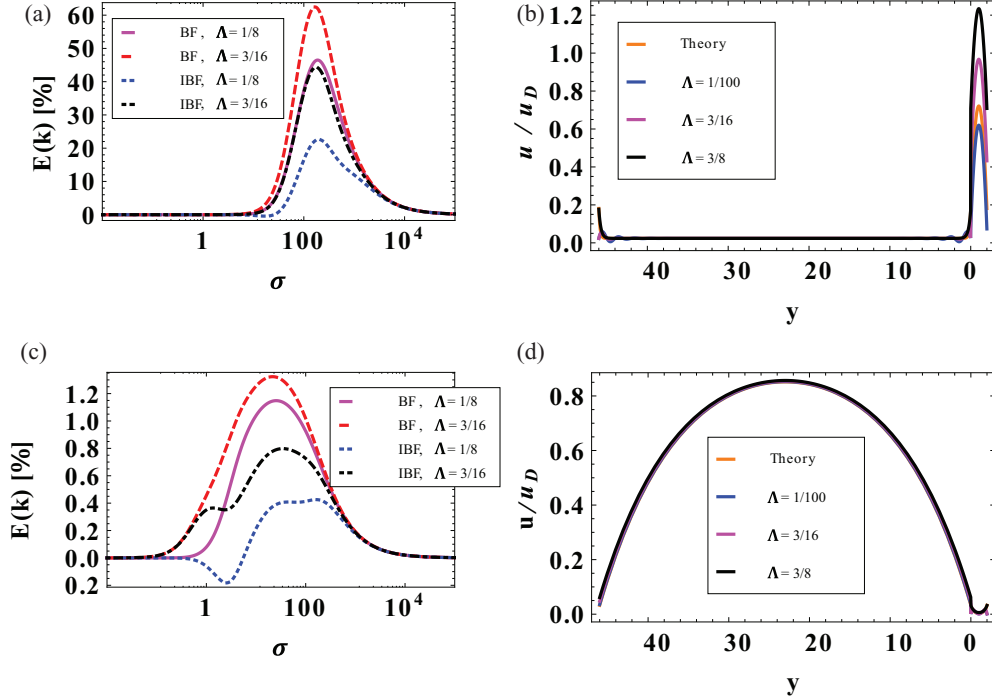 (a)
E(k) [%]
60
50
40
30
20
10
0
BF, Λ = 1/8
BF, Λ = 3/16
IBF, Λ = 1/8
IBF, Λ = 3/16
1
100
10^4
σ
(b)
u / u_D
1.2
1.0
0.8
0.6
0.4
0.2
0.0
Theory
Λ = 1/100
Λ = 3/16
Λ = 3/8
40
30
20
10
0
y
(c)
E(k) [%]
1.2
1.0
0.8
0.6
0.4
0.2
0.0
0.2
BF, Λ = 1/8
BF, Λ = 3/16
IBF, Λ = 1/8
IBF, Λ = 3/16
1
100
10^4
σ
(d)
u/u_D
0.8
0.6
0.4
0.2
0.0
Theory
Λ = 1/100
Λ = 3/16
Λ = 3/8
40
30
20
10
0
y